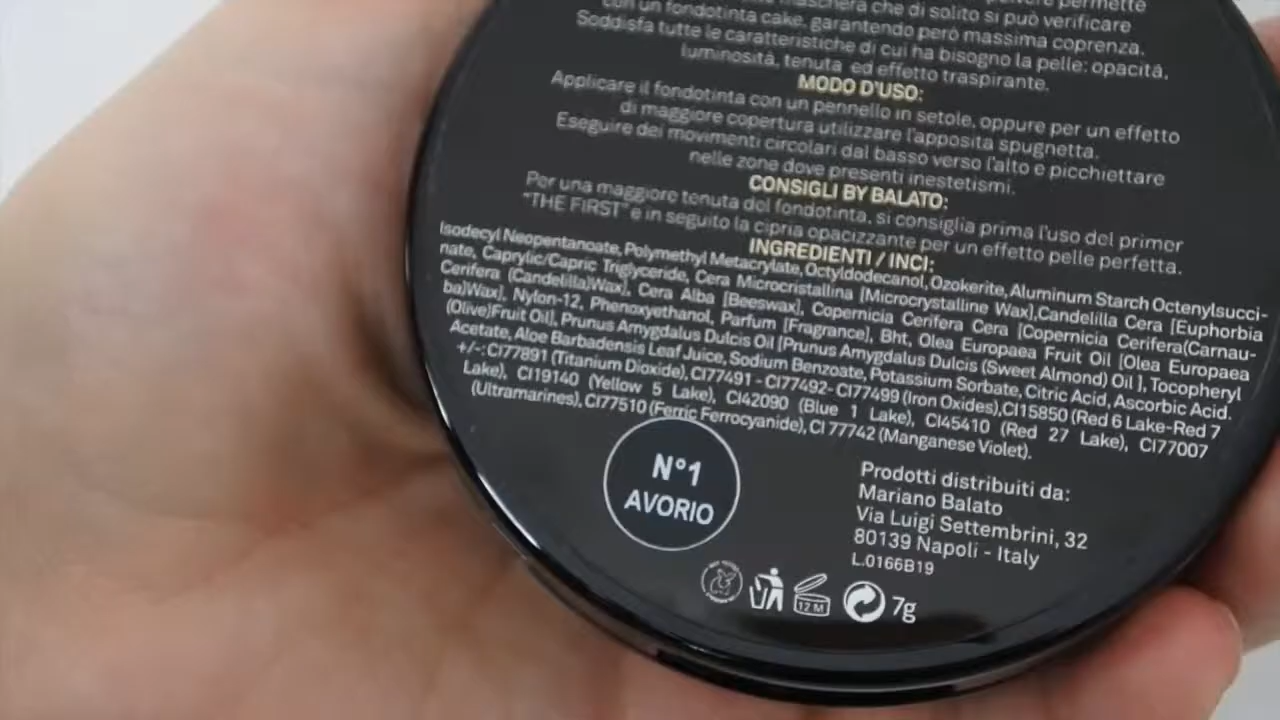 permette
maschera che di solito si può verificare
con un fondotinta cake, garantendo però massima coprenza.
Soddisfa tutte le caratteristiche di cui ha bisogno la pelle: opacità,
luminosità, tenuta ed effetto traspirante.
MODO D'USO:
Applicare il fondotinta con un pennello in setole, oppure per un effetto
di maggiore copertura utilizzare l'apposita spugnetta.
Eseguire dei movimenti circolari dal basso verso l'alto e picchiettare
nelle zone dove presenti inestetismi.
CONSIGLI BY BALATO:
Per una maggiore tenuta del fondotinta, si consiglia prima l'uso del primer
"THE FIRST" e in seguito la cipria opacizzante per un effetto pelle perfetta.
INGREDIENTI / INCI:
Isodecyl Neopentanoate, Polymethyl Metacrylate, Octyldodecanol, Ozokerite, Aluminum Starch Octenylsucci-
nate, Caprylic/Capric Triglyceride, Cera Microcristallina [Microcrystalline Wax],Candelilla Cera [Euphorbia
Cerifera (Candelilla)Wax], Cera Alba [Beeswax], Copernicia Cerifera Cera [Copernicia Cerifera(Carnau-
ba)Wax], Nylon-12, Phenoxyethanol, Parfum [Fragrance], Bht, Olea Europaea Fruit Oil [Olea Europaea
(Olive)Fruit Oil], Prunus Amygdalus Dulcis Oil [Prunus Amygdalus Dulcis (Sweet Almond) Oil ], Tocopheryl
Acetate, Aloe Barbadensis Leaf Juice, Sodium Benzoate, Potassium Sorbate, Citric Acid, Ascorbic Acid.
+/-: CI77891 (Titanium Dioxide), CI77491 - CI77492- CI77499 (Iron Oxides),CI15850 (Red 6 Lake-Red 7
Lake), CI19140 (Yellow 5 Lake), CI42090 (Blue 1 Lake), CI45410 (Red 27 Lake), CI77007
(Ultramarines), CI77510 (Ferric Ferrocyanide), CI 77742 (Manganese Violet).
N°1
AVORIO
Prodotti distribuiti da:
Mariano Balato
Via Luigi Settembrini, 32
80139 Napoli - Italy
L.0166B19
12 M
7g